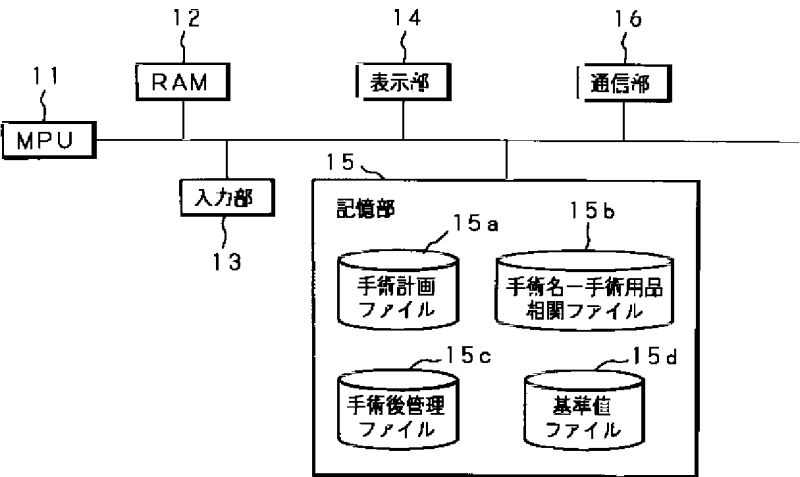 12
14
16
11
RAM
表示部
通信部
MPU
15
入力部
13
記憶部
15a
15b
手術計画
ファイル
手術名ー手術用品
相関ファイル
15c
15d
手術後管理
ファイル
基準値
ファイル